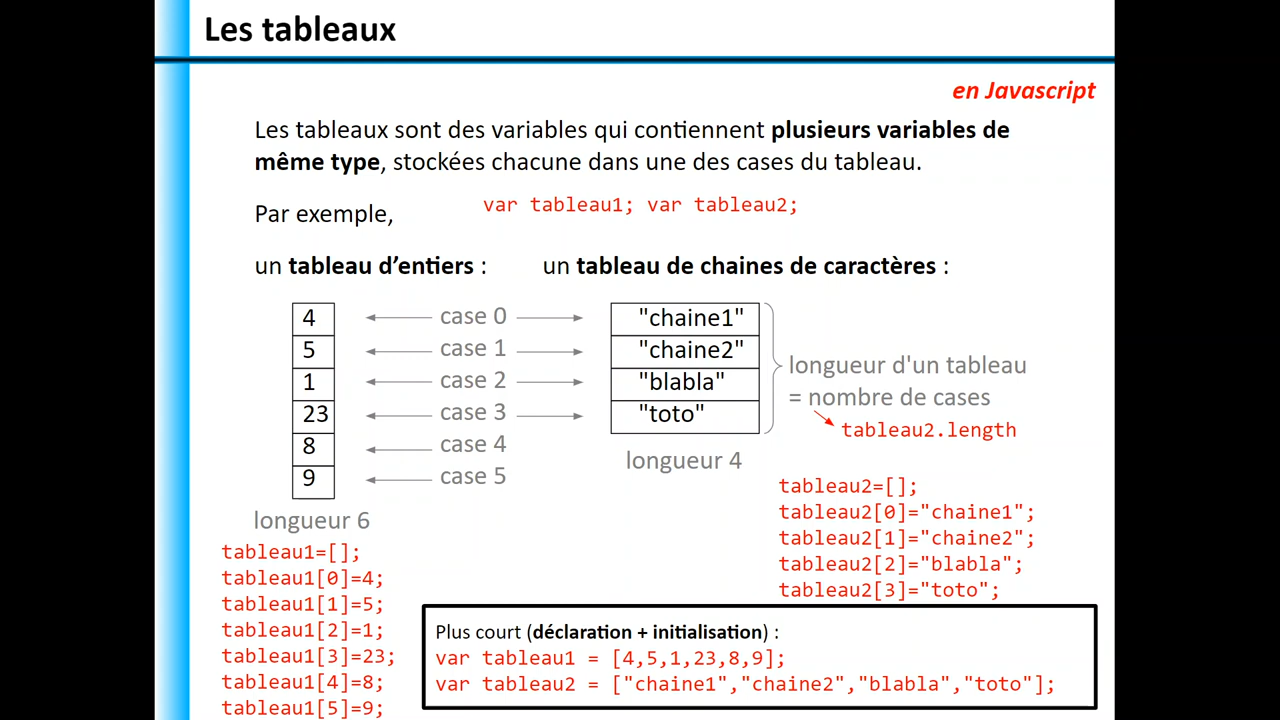 Les tableaux
en Javascript
Les tableaux sont des variables qui contiennent plusieurs variables de
même type, stockées chacune dans une des cases du tableau.
Par exemple,
var tableau1; var tableau2;
un tableau d’entiers :
un tableau de chaines de caractères :
4
5
1
23
8
9
case 0
case 1
case 2
case 3
case 4
case 5
"chaine1"
"chaine2"
"blabla"
"toto"
longueur d'un tableau
= nombre de cases
tableau2.length
longueur 4
longueur 6
tableau1=[];
tableau1[0]=4;
tableau1[1]=5;
tableau1[2]=1;
tableau1[3]=23;
tableau1[4]=8;
tableau1[5]=9;
tableau2=[];
tableau2[0]="chaine1";
tableau2[1]="chaine2";
tableau2[2]="blabla";
tableau2[3]="toto";
Plus court (déclaration + initialisation) :
var tableau1 = [4,5,1,23,8,9];
var tableau2 = ["chaine1","chaine2","blabla","toto"];